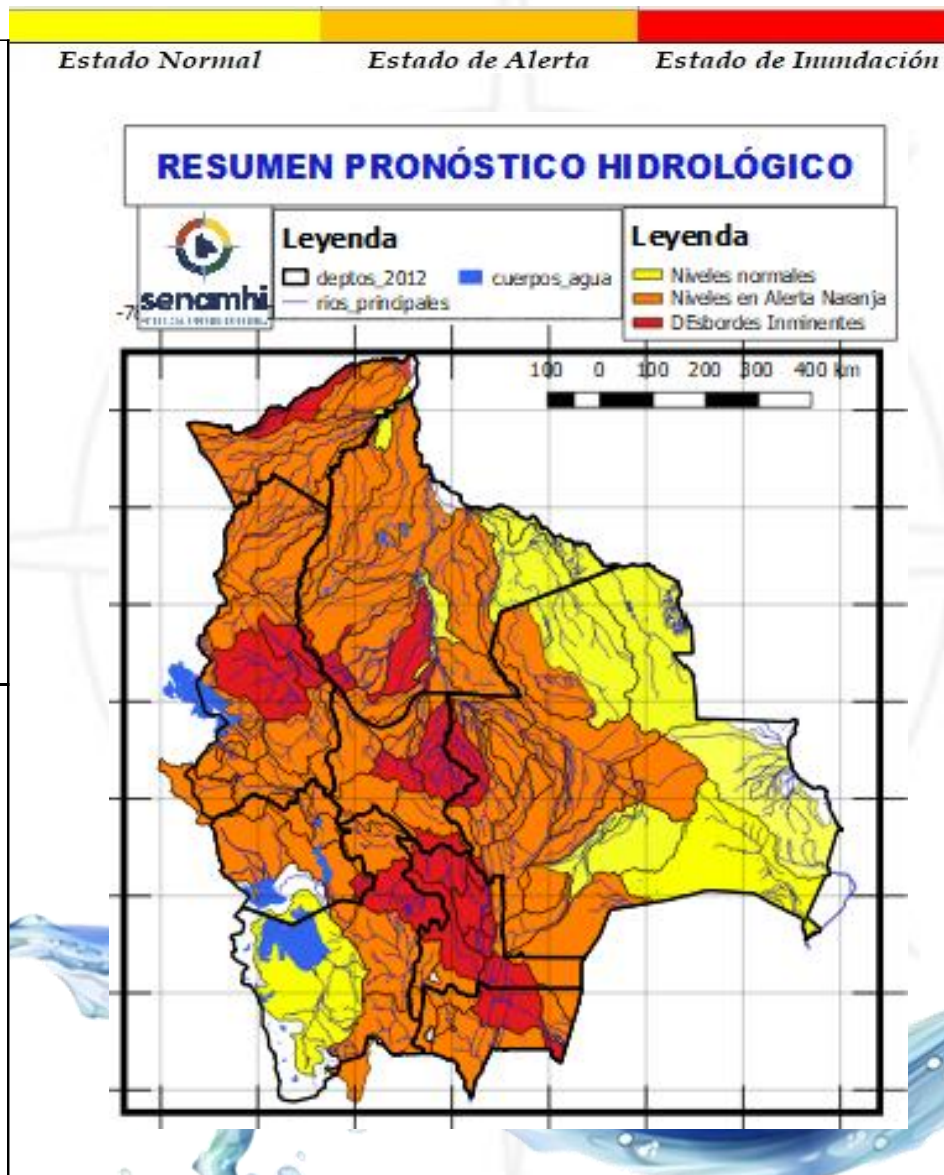 Estado Normal Estado de Alerta Estado de Inundación
RESUMEN PRONÓSTICO HIDROLÓGICO
senamhi
Leyenda
deptos_2012 cuerpos_agua
rios_principales
Leyenda
Niveles normales
Niveles en Alerta Naranja
DEsbordes Inminentes
100 0 100 200 300 400 km